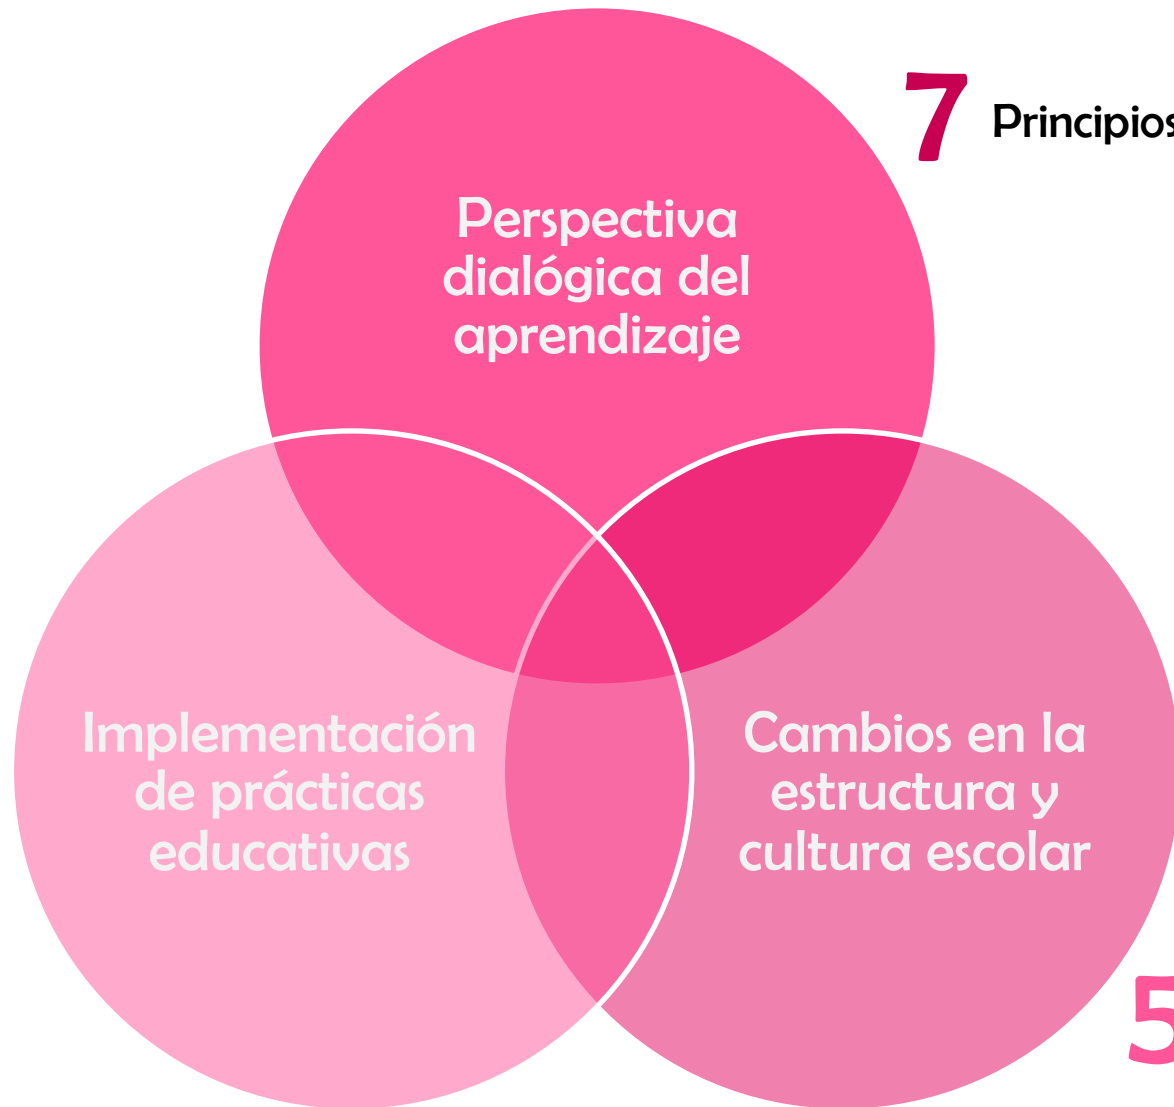 7 Principios
Perspectiva
dialógica del
aprendizaje
Implementación
de prácticas
educativas
Cambios en la
estructura y
cultura escolar
5